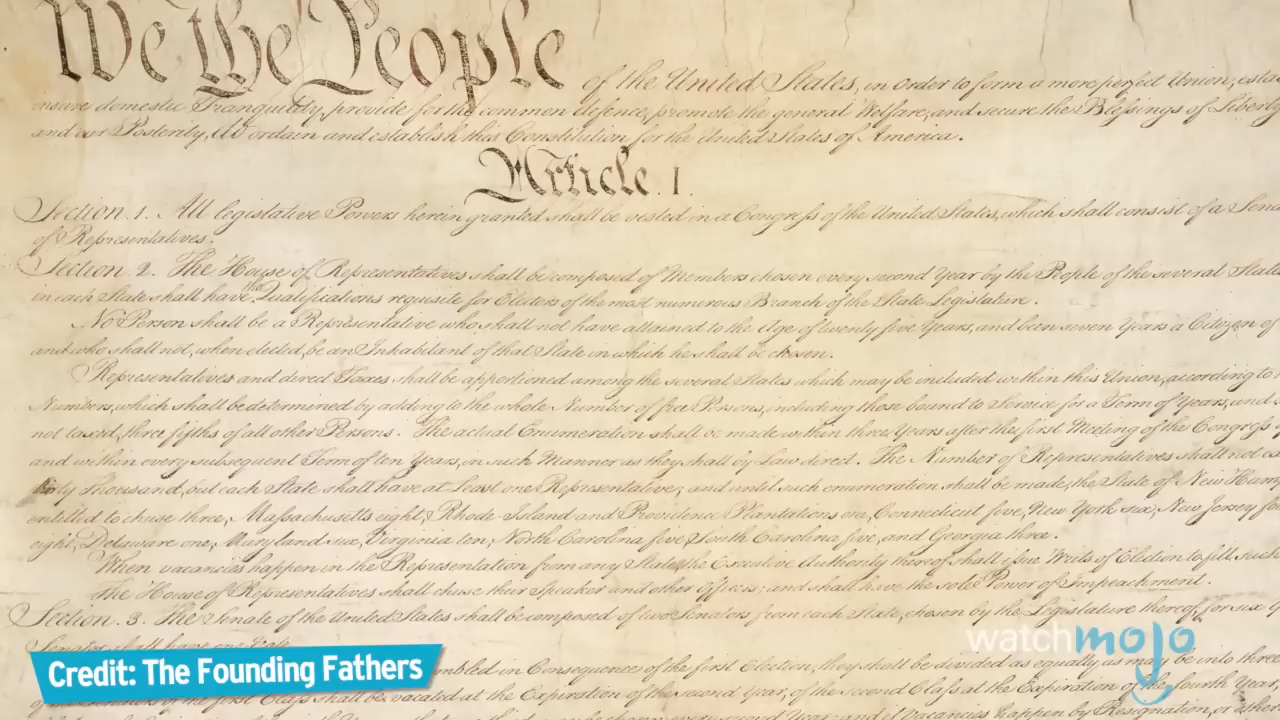 We the People of the United States, in Order to form a more perfect Union, esta
insure domestic Tranquility, provide for the common defence, promote the general Welfare, and secure the Blessings of Liberty
and our Posterity, do ordain and establish this Constitution for the United States of America.
Article. I.
Section. 1. All legislative Powers herein granted shall be vested in a Congress of the United States, which shall consist of a Sena
of Representatives.
Section. 2. The House of Representatives shall be composed of Members chosen every second Year by the People of the several States
in each State shall have the Qualifications requisite for Electors of the most numerous Branch of the State Legislature.
No Person shall be a Representative who shall not have attained to the Age of twenty five Years, and been seven Years a Citizen of
and who shall not, when elected, be an Inhabitant of that State in which he shall be chosen.
Representatives and direct Taxes shall be apportioned among the several States which may be included within this Union, according to
Numbers, which shall be determined by adding to the whole Number of free Persons, including those bound to Service for a Term of Years, and
not taxed, three fifths of all other Persons. The actual Enumeration shall be made within three Years after the first Meeting of the Congress
and within every subsequent Term of ten Years, in such Manner as they shall by Law direct. The Number of Representatives shall not
thirty Thousand, but each State shall have at Least one Representative; and until such enumeration shall be made, the State of New Ham
entitled to chuse three, Massachusetts eight, Rhode-Island and Providence Plantations one, Connecticut five, New York six, New Jersey
eight, Delaware one, Maryland six, Virginia ten, North Carolina five, South Carolina five, and Georgia three.
When vacancies happen in the Representation from any State, the Executive Authority thereof shall issue Writs of Election to fill such
The House of Representatives shall chuse their Speaker and other Officers; and shall have the sole Power of Impeachment.
Section. 3. The Senate of the United States shall be composed of two Senators from each State, chosen by the Legislature thereof, for six
Senator shall have one Vote.
mbled in Consequence of the first Election, they shall be divided as equally as may be into three
of the first Class shall be vacated at the Expiration of the second Year, of the second Class at the Expiration of the fourth Year,
and if Vacancies happen by Resignation, or other
watchmojo
Credit: The Founding Fathers